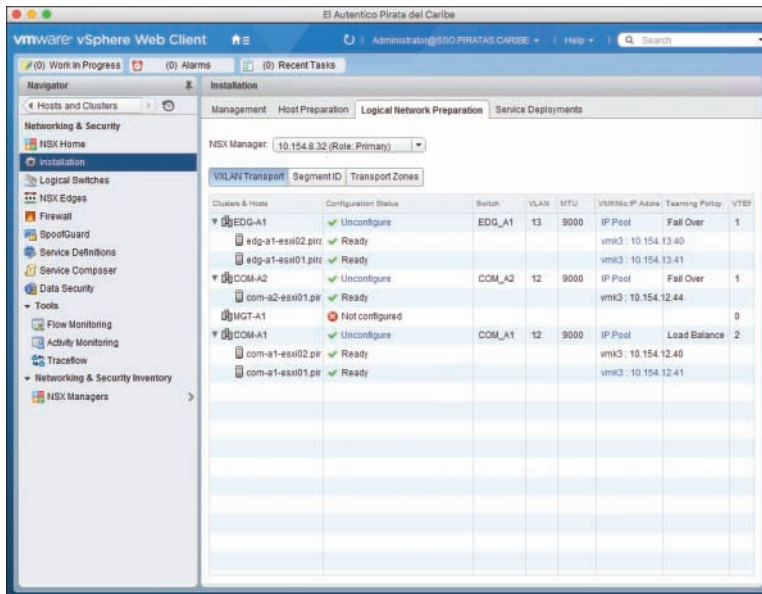 El Autentico Pirata del Caribe
vmware vSphere Web Client
Administrator@SSO.PIRATAS.CARIBE
Help
Search
(0) Work In Progress
(0) Alarms
(0) Recent Tasks
Navigator
Installation
Hosts and Clusters
Management
Host Preparation
Logical Network Preparation
Service Deployments
Networking & Security
NSX Home
Installation
Logical Switches
NSX Edges
Firewall
SpoofGuard
Service Definitions
Service Composer
Data Security
Tools
Flow Monitoring
Activity Monitoring
Traceflow
Networking & Security Inventory
NSX Managers
NSX Manager: 10.154.8.32 (Role: Primary)
VXLAN Transport Segment ID Transport Zones
Clusters & Hosts Configuration Status Switch VLAN MTU VMKNic IP Addre Teaming Policy VTEP
EDG-A1 Unconfigure EDG_A1 13 9000 IP Pool Fail Over 1
edg-a1-esxi02.pira Ready vmk3 : 10.154.13.40
edg-a1-esxi01.pira Ready vmk3 : 10.154.13.41
COM-A2 Unconfigure COM_A2 12 9000 IP Pool Fail Over 1
com-a2-esxi01.pir Ready vmk3 : 10.154.12.44
MGT-A1 Not configured 0
COM-A1 Unconfigure COM_A1 12 9000 IP Pool Load Balance 2
com-a1-esxi02.pir Ready vmk3 : 10.154.12.40
com-a1-esxi01.pir Ready vmk3 : 10.154.12.41